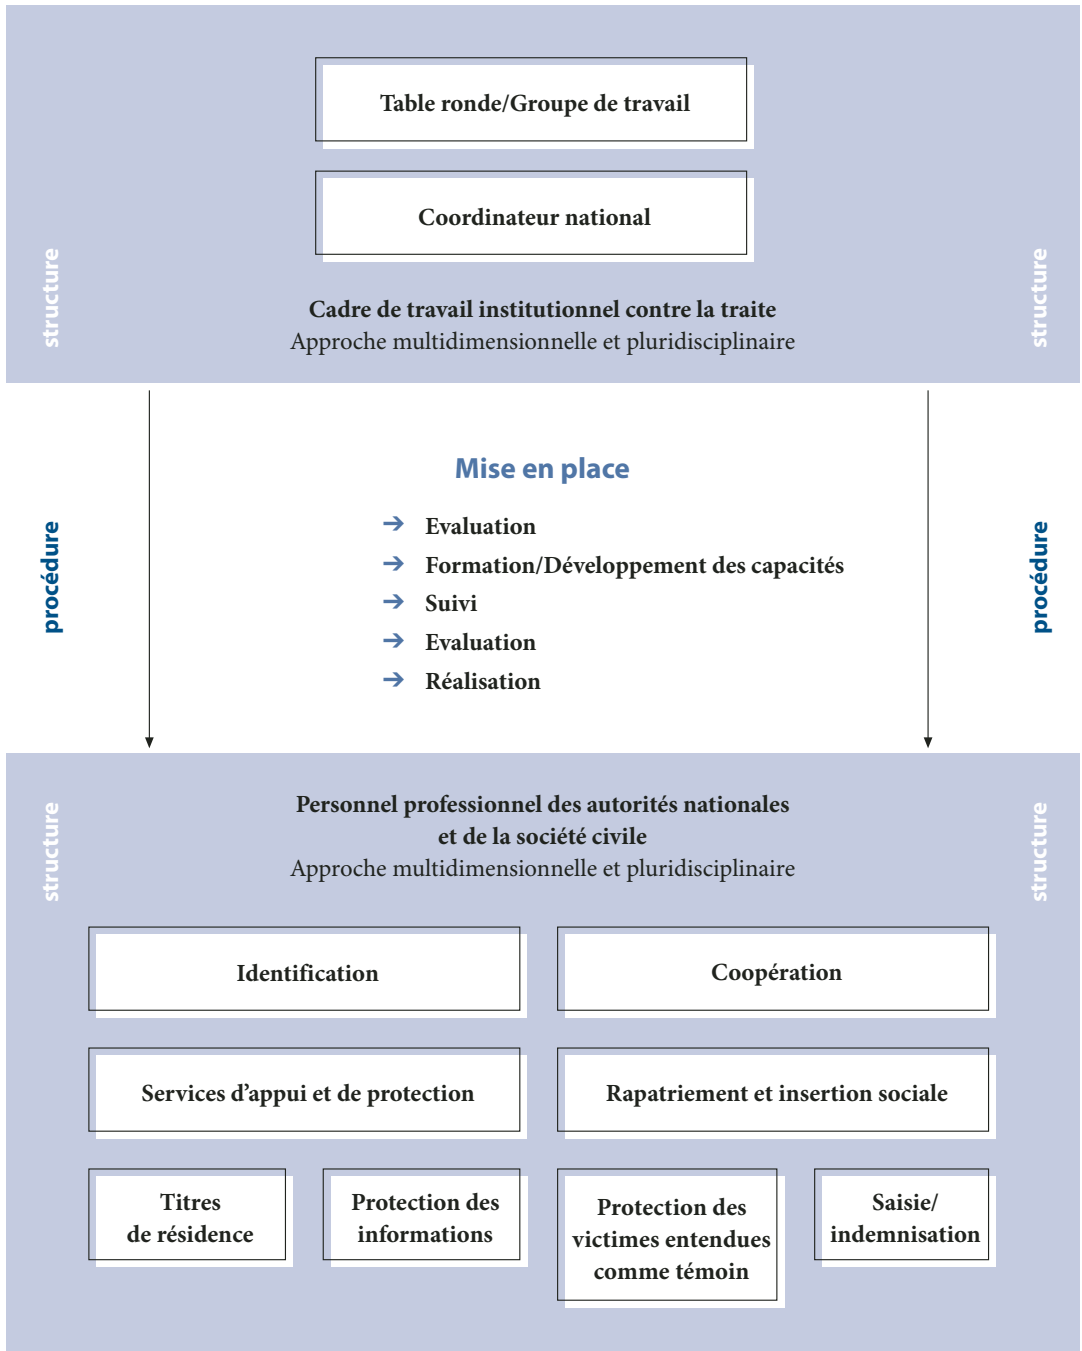 Table ronde/Groupe de travail
Coordinateur national
structure
structure
Cadre de travail institutionnel contre la traite
Approche multidimensionnelle et pluridisciplinaire
Mise en place
procédure
procédure
➔ Evaluation
➔ Formation/Développement des capacités
➔ Suivi
➔ Evaluation
➔ Réalisation
Personnel professionnel des autorités nationales
et de la société civile
Approche multidimensionnelle et pluridisciplinaire
structure
structure
Identification
Coopération
Services d’appui et de protection
Rapatriement et insertion sociale
Titres
de résidence
Protection des
informations
Protection des
victimes entendues
comme témoin
Saisie/
indemnisation